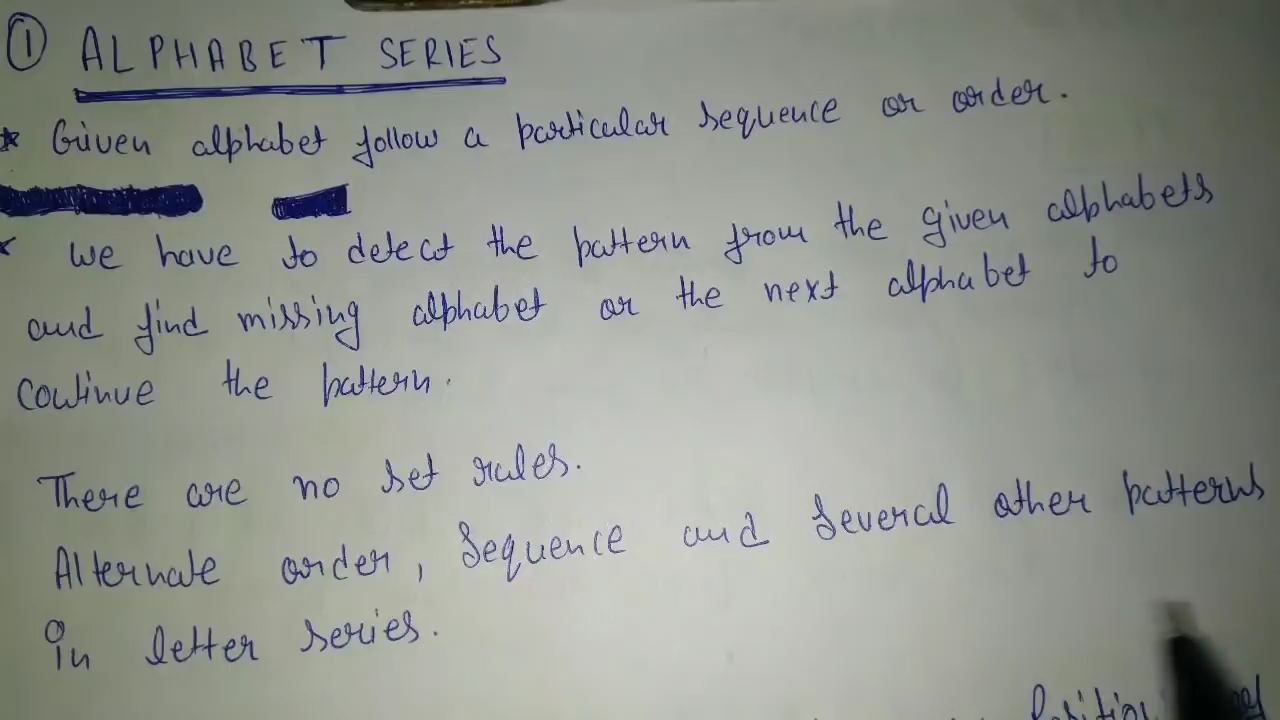 ① ALPHABET SERIES
* Given alphabet follow a particular sequence or order.
* We have to detect the pattern from the given alphabets
and find missing alphabet or the next alphabet to
continue the pattern.
There are no set rules.
Alternate order, Sequence and several other patterns
in letter series.